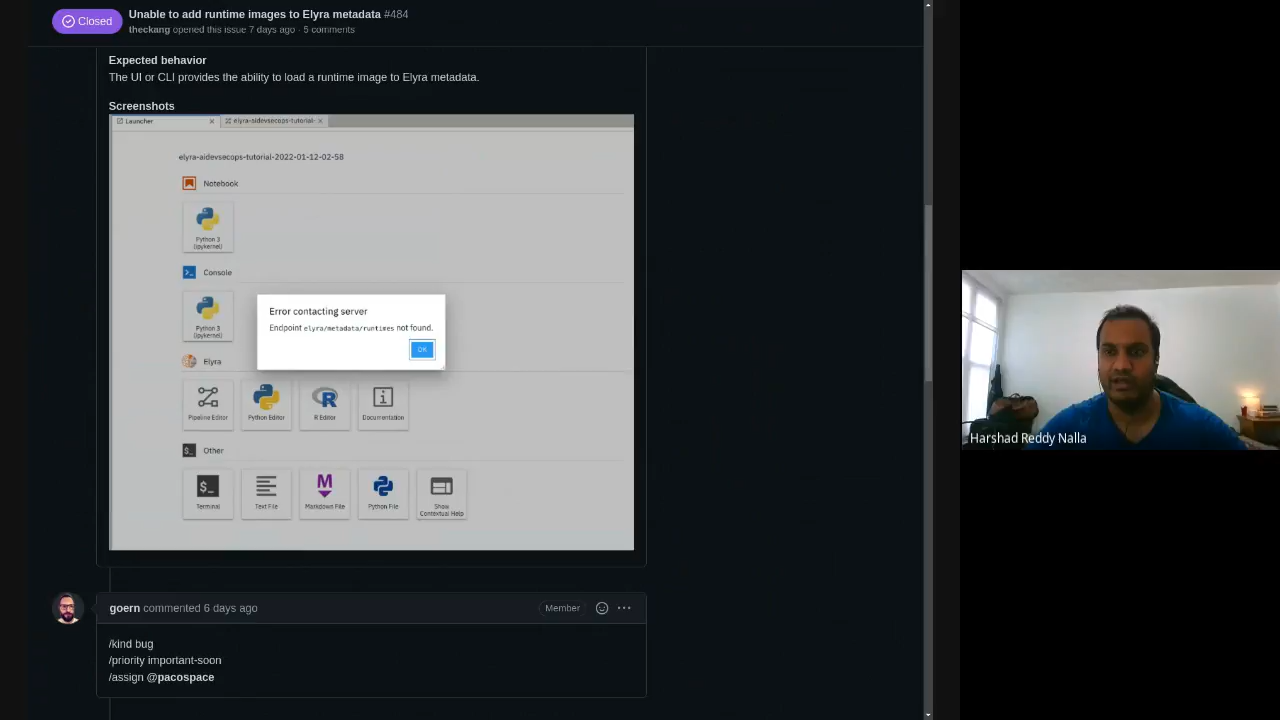 Closed
Unable to add runtime images to Elyra metadata #484
theckang opened this issue 7 days ago · 5 comments
Expected behavior
The UI or CLI provides the ability to load a runtime image to Elyra metadata.
Screenshots
Launcher
elyra-aidevsecops-tutorial-
elyra-aidevsecops-tutorial-2022-01-12-02-58
Notebook
Python 3
(ipykernel)
Console
Python 3
(ipykernel)
Error contacting server
Endpoint elyra/metadata/runtimes not found.
OK
Elyra
Pipeline Editor
Python Editor
R Editor
Documentation
$_ Other
$_
M
Terminal
Text File
Markdown File
Python File
Show
Contextual Help
Harshad Reddy Nalla
goern commented 6 days ago
Member
/kind bug
/priority important-soon
/assign @pacospace